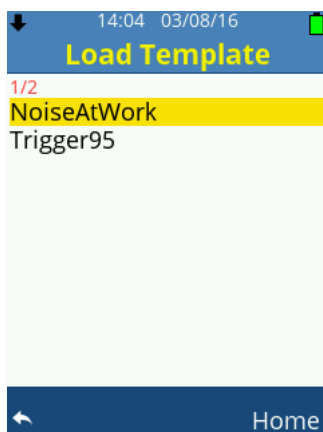 14:04 03/08/16
Load Template
1/2
NoiseAtWork
Trigger95
Home